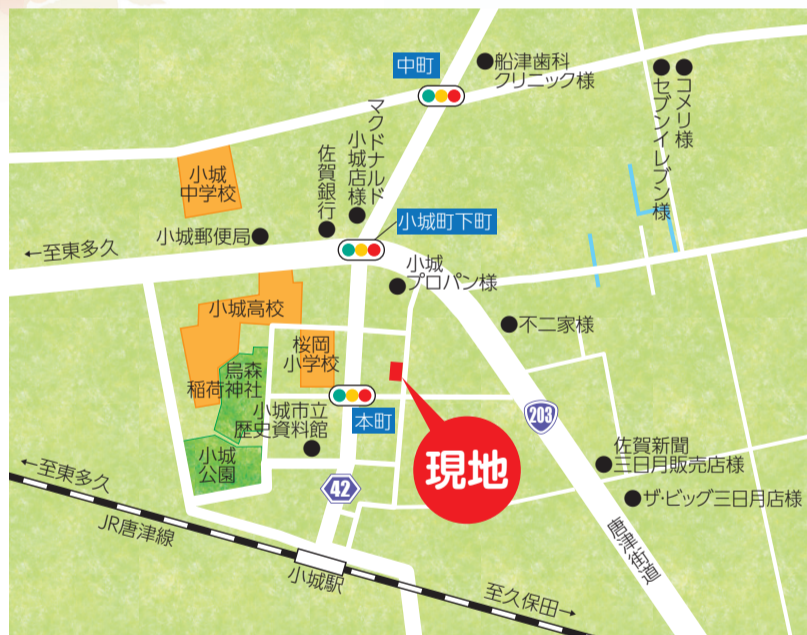 中町
船津歯科
クリニック様
コメリ様
セブンイレブン様
マクドナルド
小城店様
佐賀銀行
小城
中学校
小城郵便局
小城町下町
←至東多久
小城
プロパン様
小城高校
不二家様
桜岡
小学校
烏森
稲荷神社
小城市立
歴史資料館
本町
203
現地
小城
公園
佐賀新聞
三日月販売店様
ザ・ビッグ三日月店様
42
←至東多久
JR唐津線
唐津街道
小城駅
至久保田→